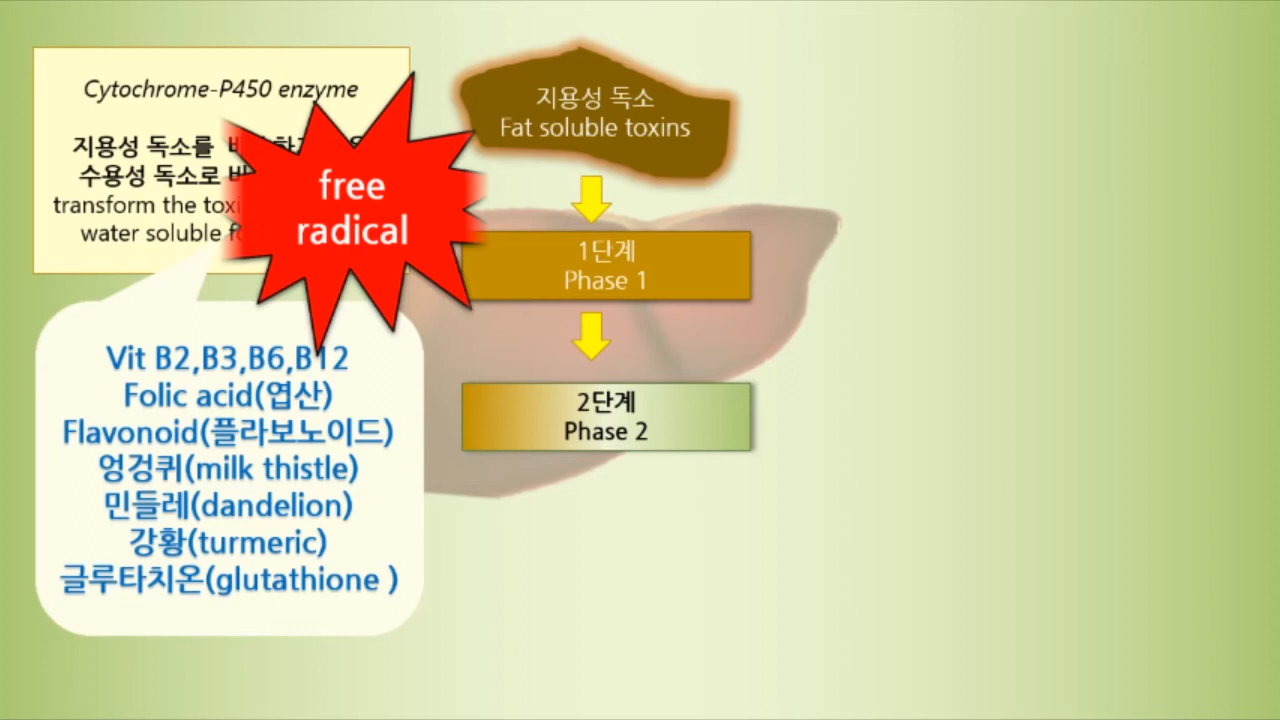 Cytochrome-P450 enzyme
지용성 독소를
수용성 독소로
transform the
water soluble
free
radical
Vit B2,B3,B6,B12
Folic acid(엽산)
Flavonoid(플라보노이드)
엉겅퀴(milk thistle)
민들레(dandelion)
강황(turmeric)
글루타치온(glutathione )
지용성 독소
Fat soluble toxins
1단계
Phase 1
2단계
Phase 2